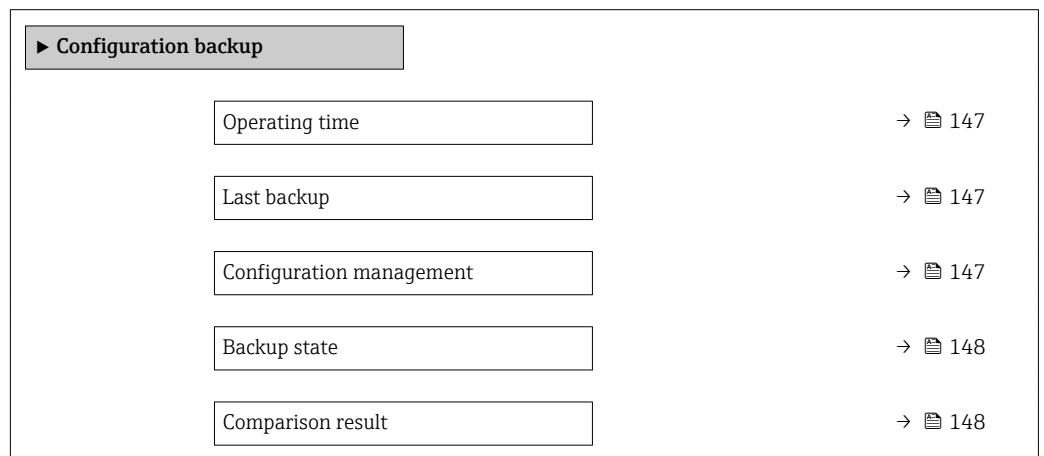 ▶ Configuration backup
Operating time → 🖹 147
Last backup → 🖹 147
Configuration management → 🖹 147
Backup state → 🖹 148
Comparison result → 🖹 148